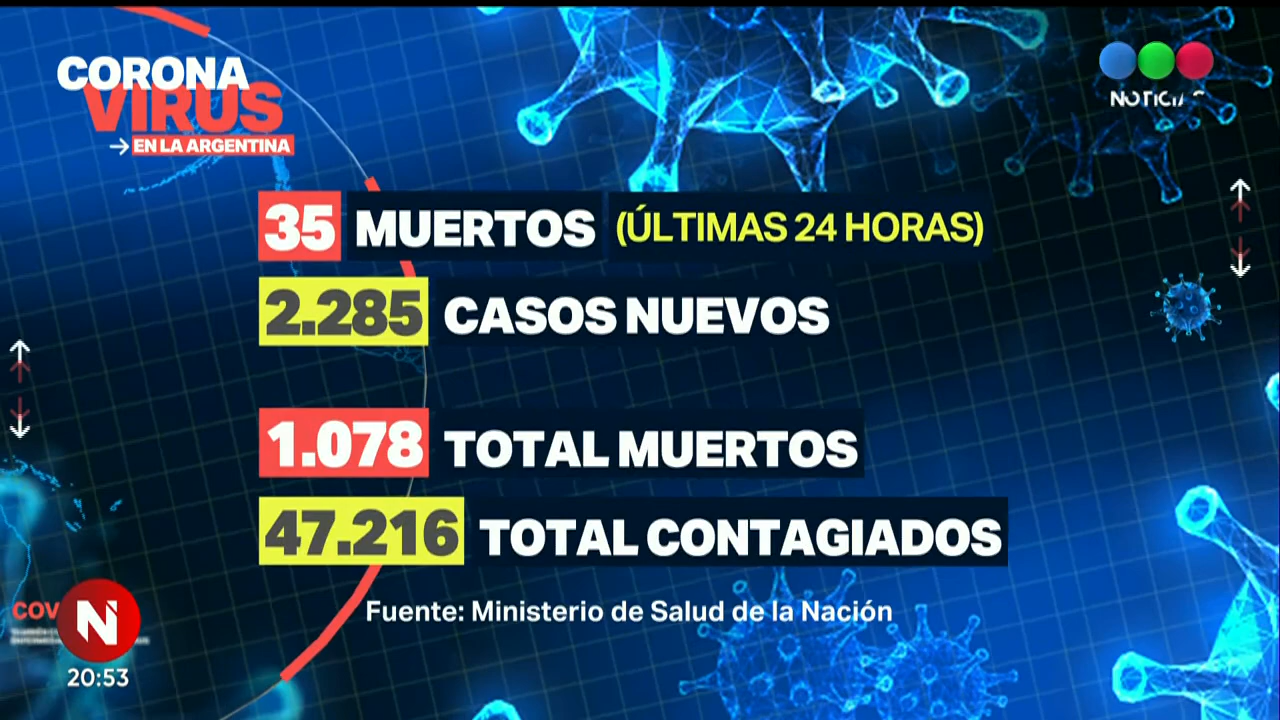 CORONA
VIRUS
→ EN LA ARGENTINA
35 MUERTOS (ÚLTIMAS 24 HORAS)
2.285 CASOS NUEVOS
1.078 TOTAL MUERTOS
47.216 TOTAL CONTAGIADOS
Fuente: Ministerio de Salud de la Nación
COV
N
20:53